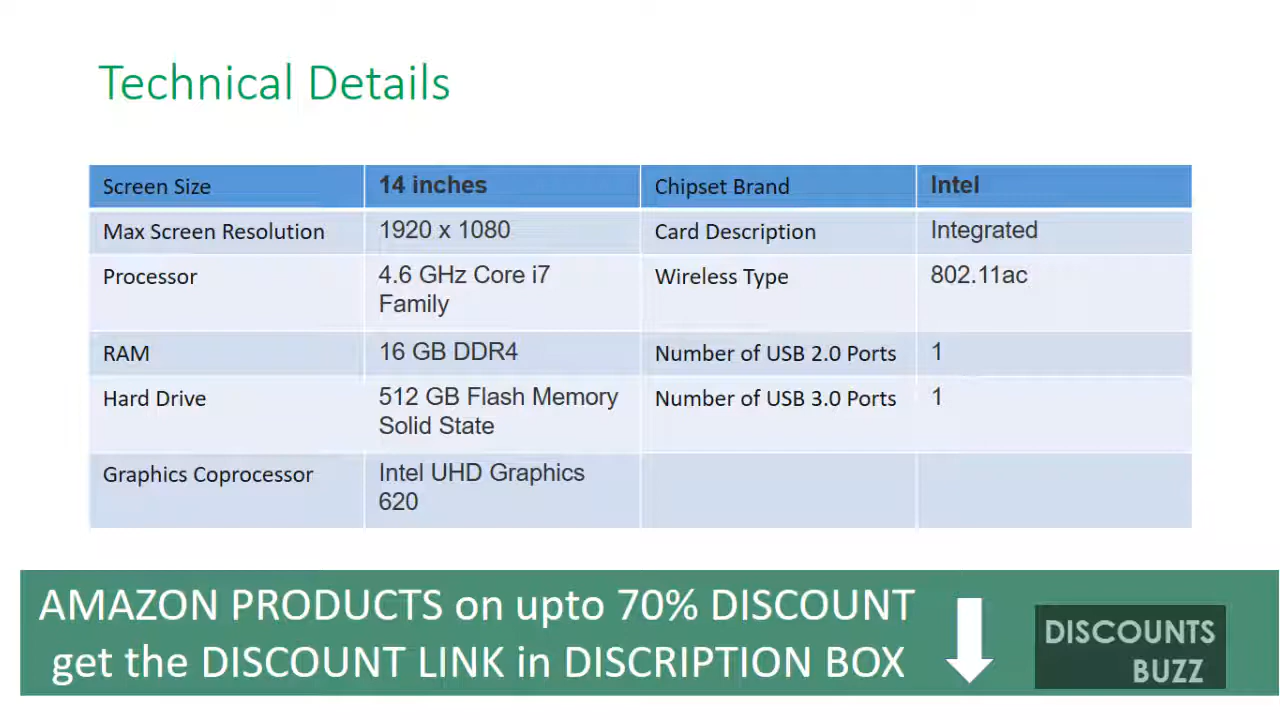 Technical Details
Screen Size 14 inches Chipset Brand Intel
Max Screen Resolution 1920 x 1080 Card Description Integrated
Processor 4.6 GHz Core i7 Wireless Type 802.11ac
Family
RAM 16 GB DDR4 Number of USB 2.0 Ports 1
Hard Drive 512 GB Flash Memory Number of USB 3.0 Ports 1
Solid State
Graphics Coprocessor Intel UHD Graphics
620
AMAZON PRODUCTS on upto 70% DISCOUNT
get the DISCOUNT LINK in DISCRIPTION BOX
DISCOUNTS
BUZZ